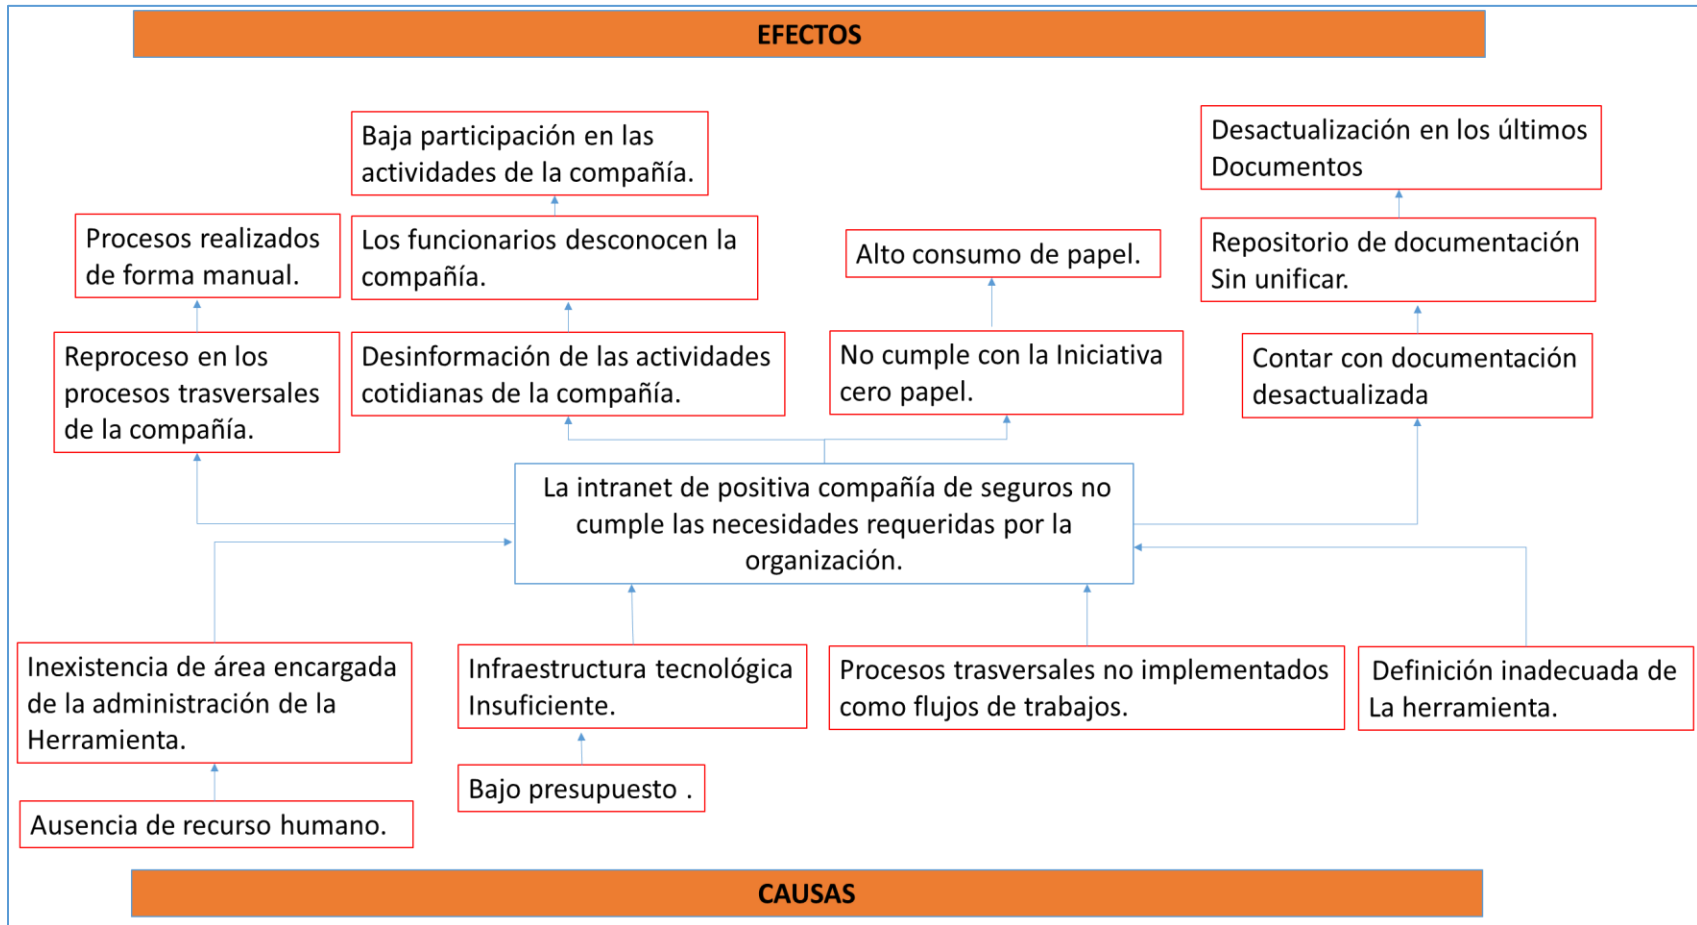 EFECTOS
Baja participación en las
actividades de la compañía.
Desactualización en los últimos
Documentos
Procesos realizados
de forma manual.
Los funcionarios desconocen la
compañía.
Alto consumo de papel.
Repositorio de documentación
Sin unificar.
Reproceso en los
procesos trasversales
de la compañía.
Desinformación de las actividades
cotidianas de la compañía.
No cumple con la Iniciativa
cero papel.
Contar con documentación
desactualizada
La intranet de positiva compañía de seguros no
cumple las necesidades requeridas por la
organización.
Inexistencia de área encargada
de la administración de la
Herramienta.
Infraestructura tecnológica
Insuficiente.
Procesos trasversales no implementados
como flujos de trabajos.
Definición inadecuada de
La herramienta.
Ausencia de recurso humano.
Bajo presupuesto .
CAUSAS